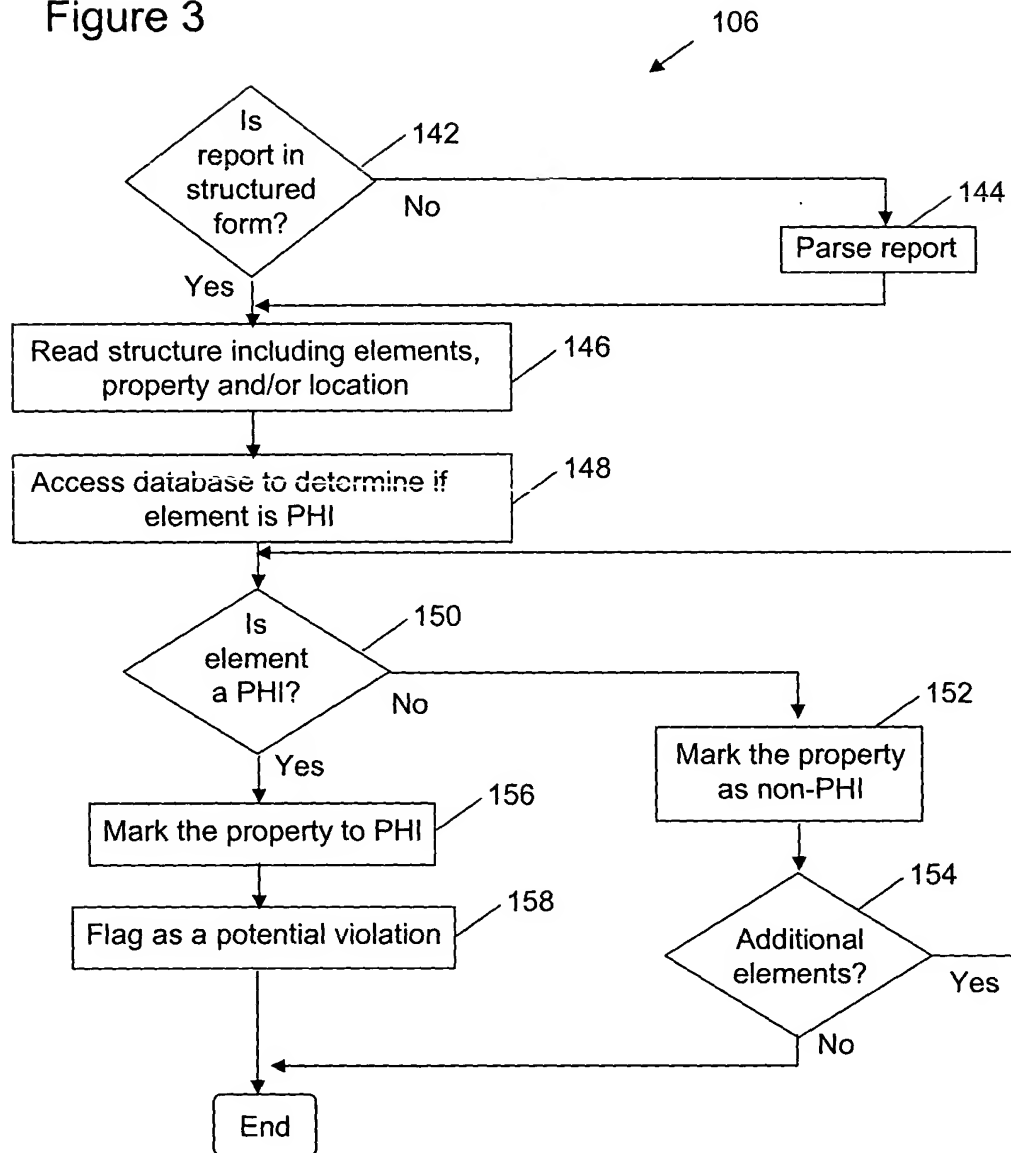 Figure 3
106
Is
report in
structured
form?
142
No
144
Parse report
Yes
Read structure including elements,
property and/or location
146
Access database to determine if
element is PHI
148
Is
element
a PHI?
150
No
152
Mark the property
as non-PHI
Yes
Mark the property to PHI
156
154
Additional
elements?
Yes
Flag as a potential violation
158
No
End